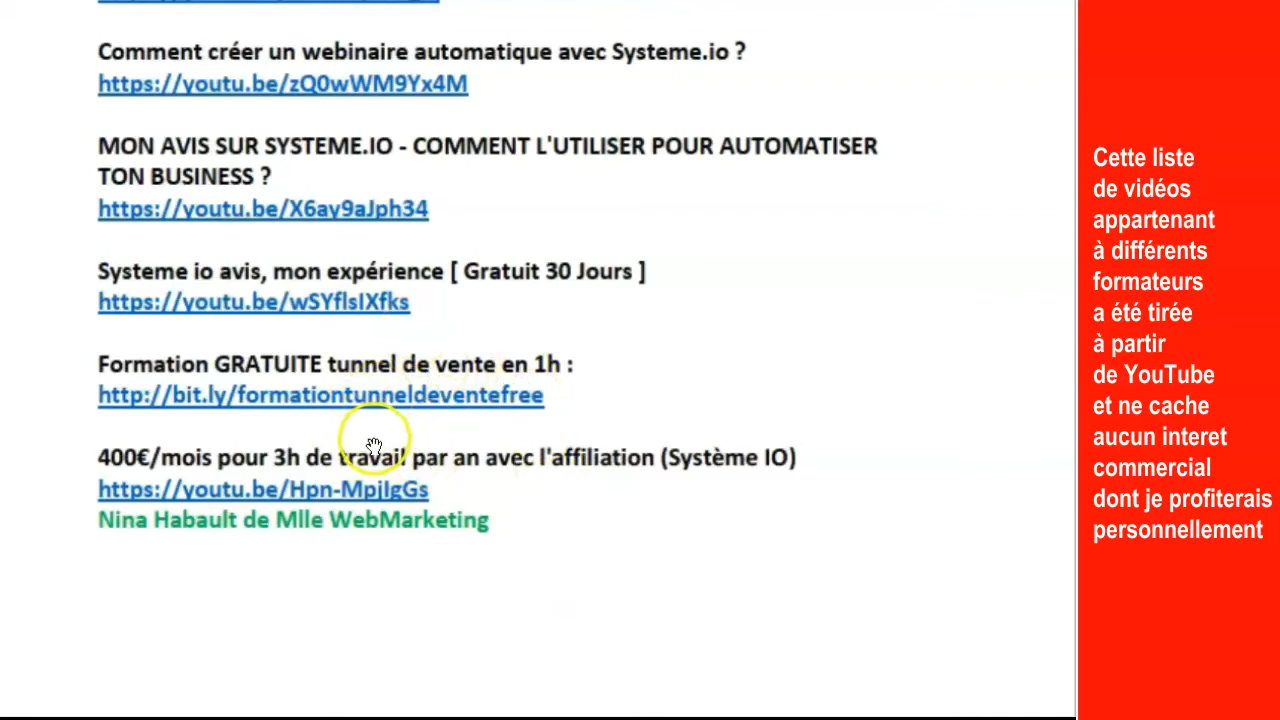 Comment créer un webinaire automatique avec Systeme.io ?
https://youtu.be/zQ0wWM9Yx4M
MON AVIS SUR SYSTEME.IO - COMMENT L'UTILISER POUR AUTOMATISER
TON BUSINESS ?
https://youtu.be/X6ay9aJph34
Systeme io avis, mon expérience [ Gratuit 30 Jours ]
https://youtu.be/wSYflsIXfks
Formation GRATUITE tunnel de vente en 1h :
http://bit.ly/formationtunneldeventefree
400€/mois pour 3h de travail par an avec l'affiliation (Système IO)
https://youtu.be/Hpn-MpjIgGs
Nina Habault de Mlle WebMarketing
Cette liste
de vidéos
appartenant
à différents
formateurs
a été tirée
à partir
de YouTube
et ne cache
aucun interet
commercial
dont je profiterais
personnellement